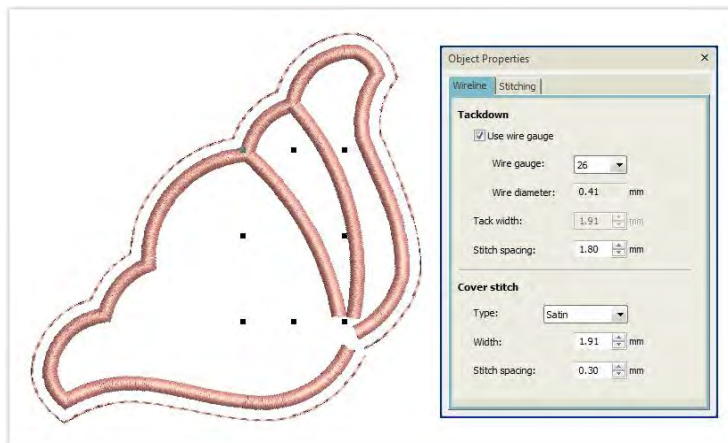 Object Properties
Wireline Stitching
Tackdown
Use wire gauge
Wire gauge: 26
Wire diameter: 0.41 mm
Tack width: 1.91 mm
Stitch spacing: 1.80 mm
Cover stitch
Type: Satin
Width: 1.91 mm
Stitch spacing: 0.30 mm